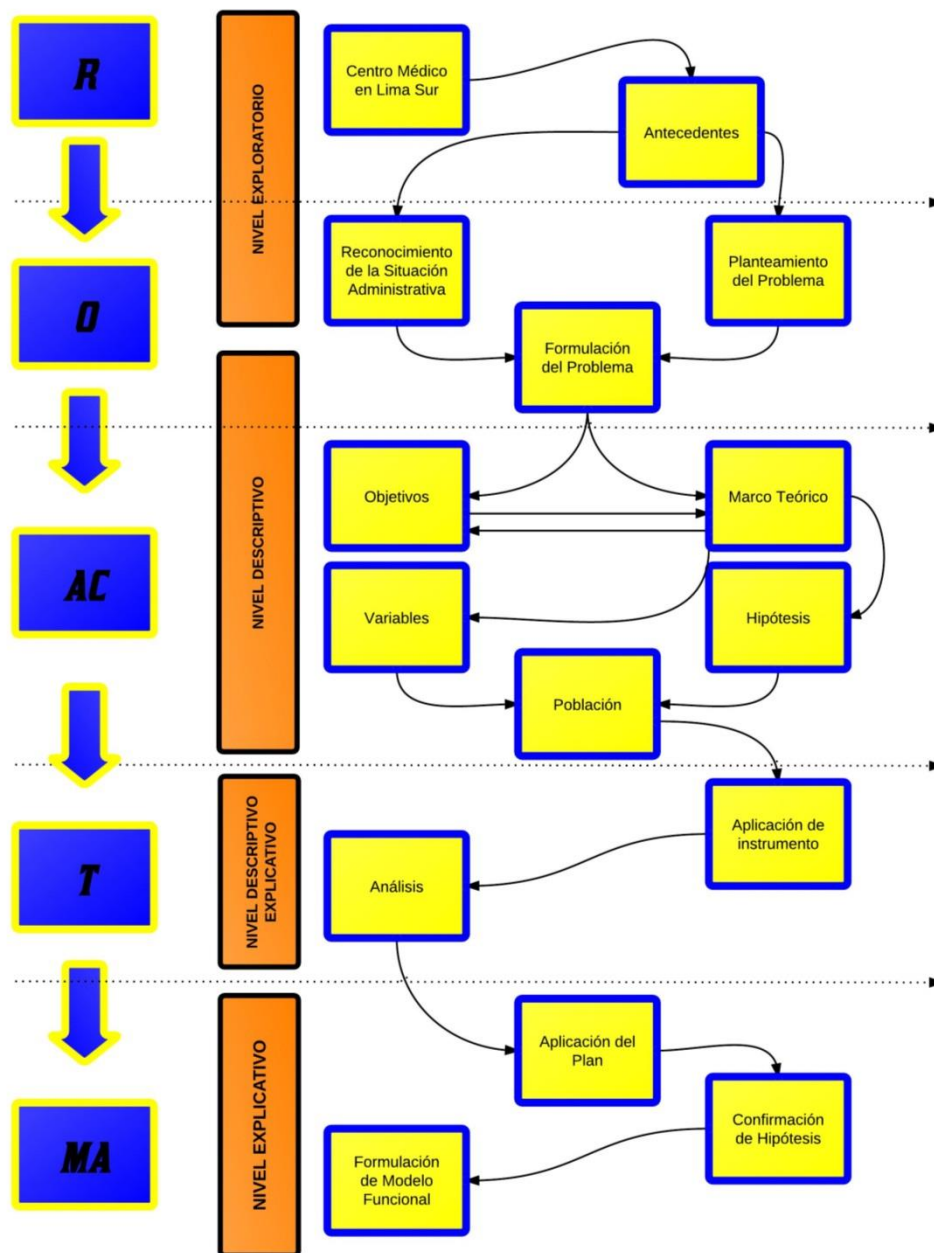 R
NIVEL EXPLORATORIO
Centro Médico
en Lima Sur
Antecedentes
O
Reconocimiento
de la Situación
Administrativa
Planteamiento
del Problema
Formulación
del Problema
AC
NIVEL DESCRIPTIVO
Objetivos
Marco Teórico
Variables
Hipótesis
Población
T
NIVEL DESCRIPTIVO
EXPLICATIVO
Aplicación de
instrumento
Análisis
MA
NIVEL EXPLICATIVO
Aplicación del
Plan
Confirmación
de Hipótesis
Formulación
de Modelo
Funcional